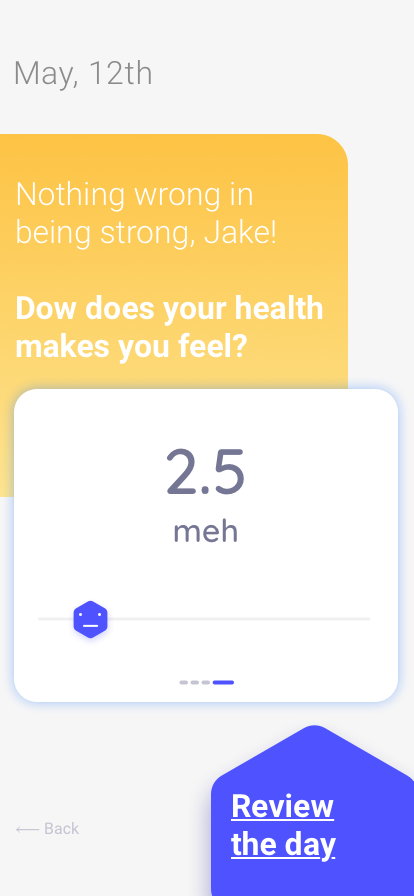 May, 12th
Nothing wrong in
being strong, Jake!
Dow does your health
makes you feel?
2.5
meh
Review
the day
⟵ Back